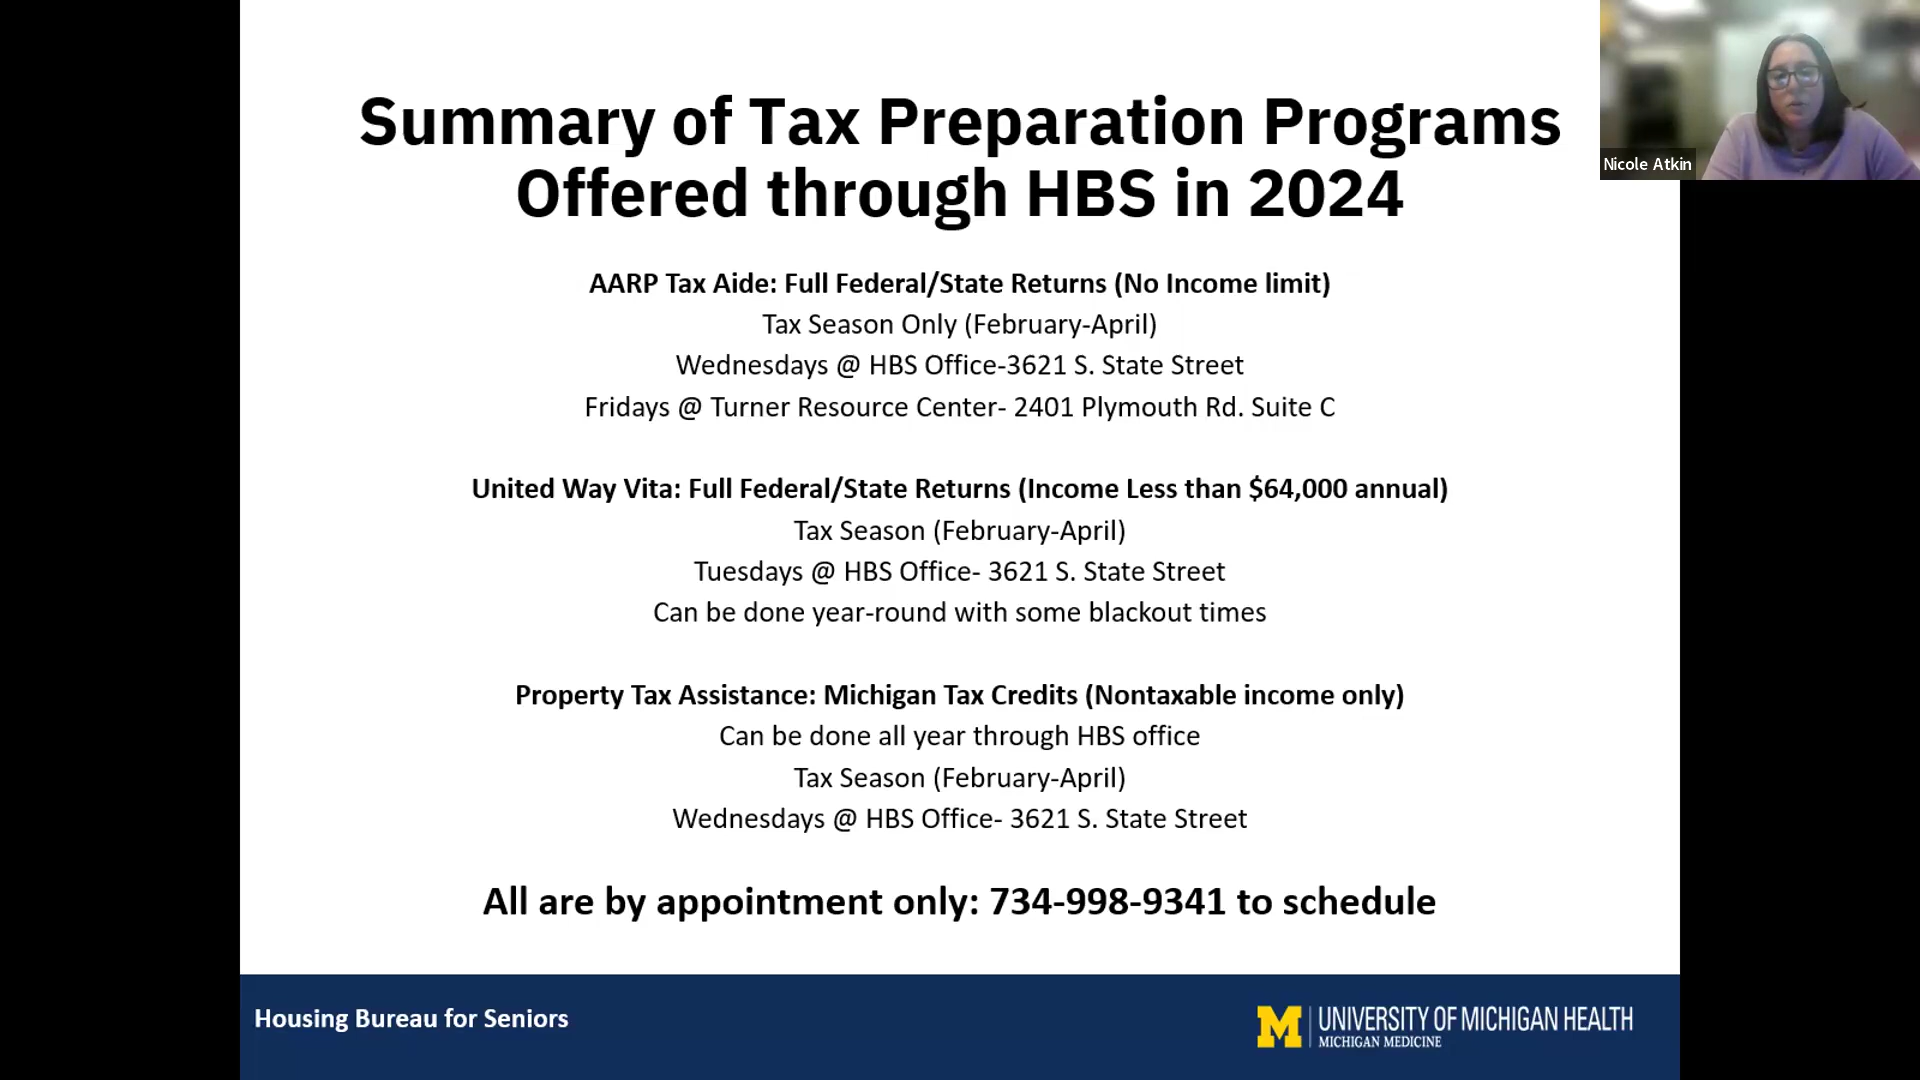 Summary of Tax Preparation Programs
Offered through HBS in 2024
Nicole Atkin
AARP Tax Aide: Full Federal/State Returns (No Income limit)
Tax Season Only (February-April)
Wednesdays @ HBS Office-3621 S. State Street
Fridays @ Turner Resource Center- 2401 Plymouth Rd. Suite C
United Way Vita: Full Federal/State Returns (Income Less than $64,000 annual)
Tax Season (February-April)
Tuesdays @ HBS Office- 3621 S. State Street
Can be done year-round with some blackout times
Property Tax Assistance: Michigan Tax Credits (Nontaxable income only)
Can be done all year through HBS office
Tax Season (February-April)
Wednesdays @ HBS Office- 3621 S. State Street
All are by appointment only: 734-998-9341 to schedule
Housing Bureau for Seniors
M
UNIVERSITY OF MICHIGAN HEALTH
MICHIGAN MEDICINE